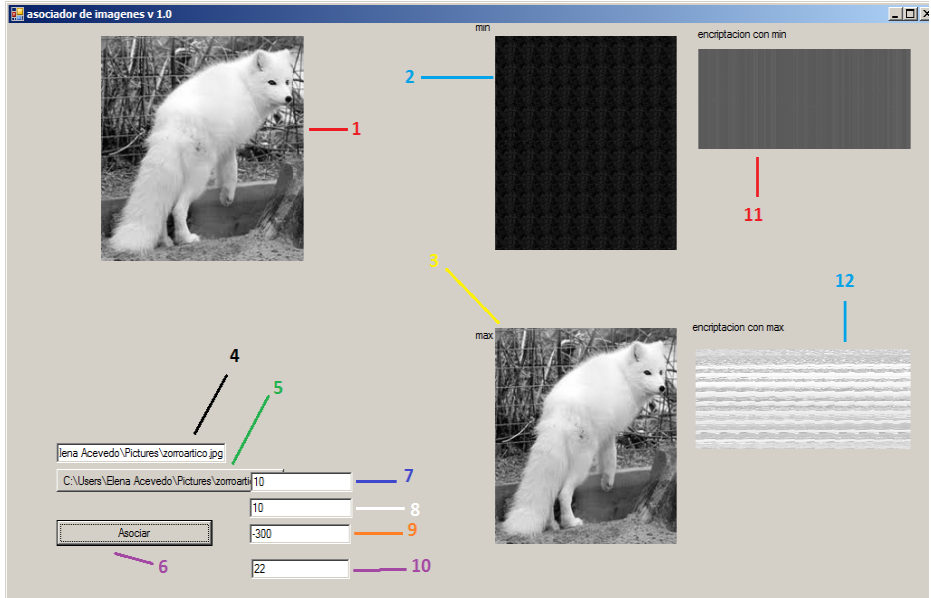 asociador de imagenes v 1.0
min
encriptacion con min
1
2
11
3
12
max
encriptacion con max
4
5
lena Acevedo\Pictures\zorroartico.jpg
C:\Users\Elena Acevedo\Pictures\zorroartic
10
7
10
8
Asociar
-300
9
6
22
10